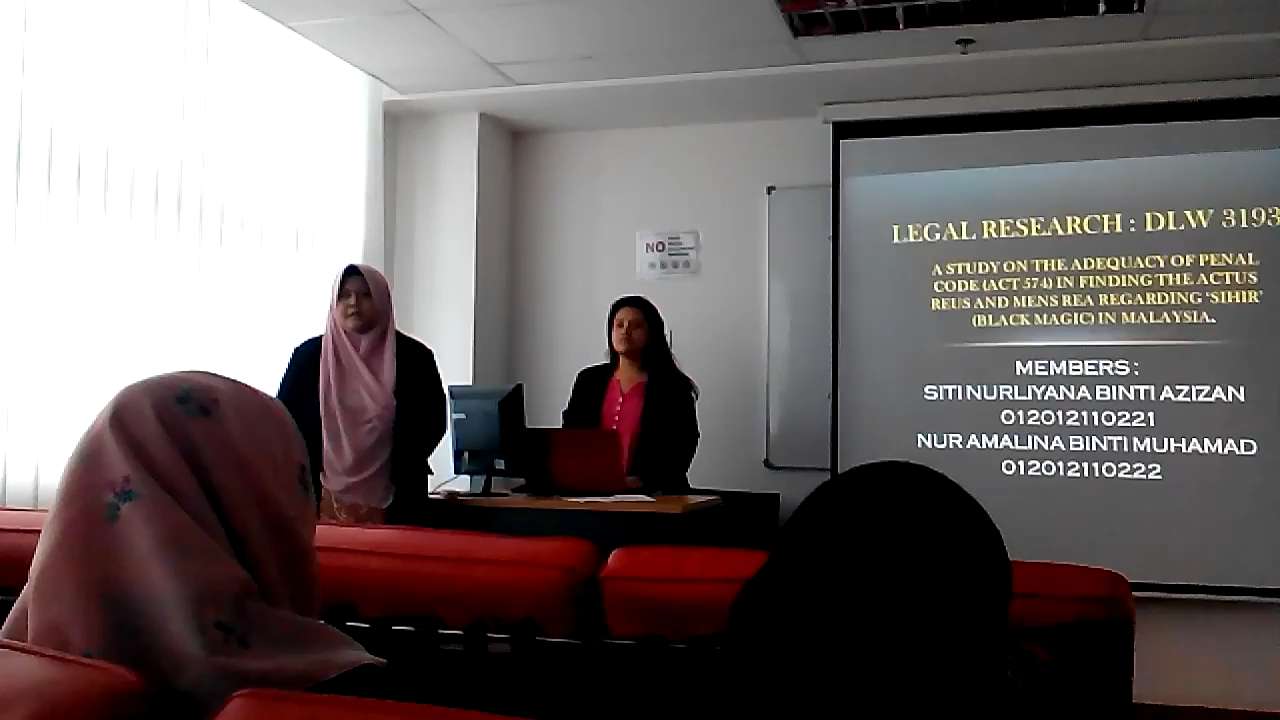 NO
LEGAL RESEARCH : DLW 3193
A STUDY ON THE ADEQUACY OF PENAL
CODE (ACT 574) IN FINDING THE ACTUS
REUS AND MENS REA REGARDING ‘SIHIR’
(BLACK MAGIC) IN MALAYSIA.
MEMBERS :
SITI NURLIYANA BINTI AZIZAN
012012110221
NUR AMALINA BINTI MUHAMAD
012012110222